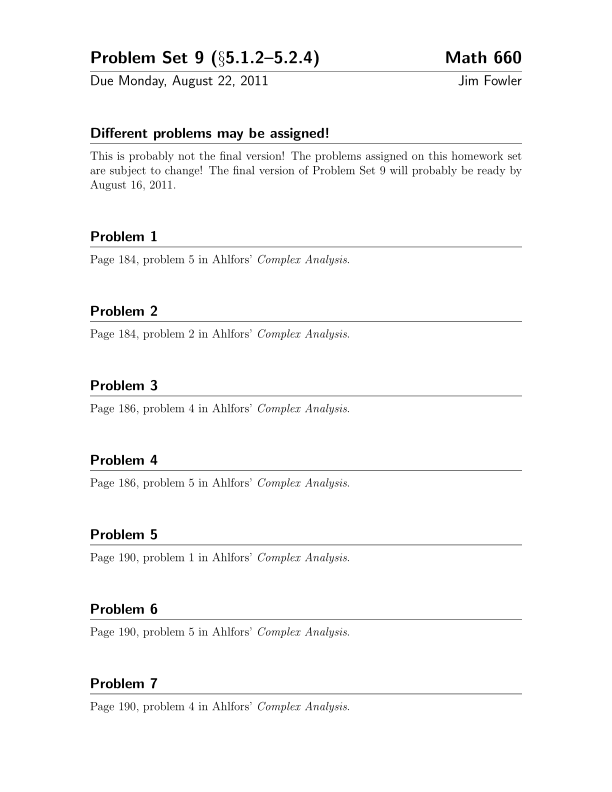 Problem Set 9 (§5.1.2–5.2.4) Math 660
Due Monday, August 22, 2011 Jim Fowler
Different problems may be assigned!
This is probably not the final version! The problems assigned on this homework set
are subject to change! The final version of Problem Set 9 will probably be ready by
August 16, 2011.
Problem 1
Page 184, problem 5 in Ahlfors' Complex Analysis.
Problem 2
Page 184, problem 2 in Ahlfors' Complex Analysis.
Problem 3
Page 186, problem 4 in Ahlfors' Complex Analysis.
Problem 4
Page 186, problem 5 in Ahlfors' Complex Analysis.
Problem 5
Page 190, problem 1 in Ahlfors' Complex Analysis.
Problem 6
Page 190, problem 5 in Ahlfors' Complex Analysis.
Problem 7
Page 190, problem 4 in Ahlfors' Complex Analysis.